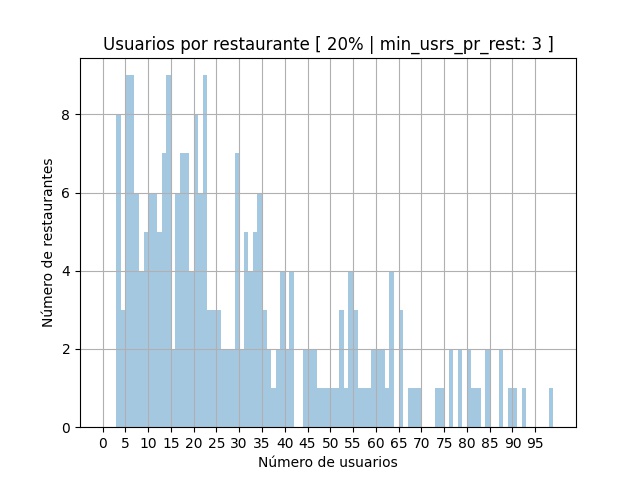 Usuarios por restaurante [ 20% | min_usrs_pr_rest: 3 ]
Número de restaurantes
8
6
4
2
0
0 5 10 15 20 25 30 35 40 45 50 55 60 65 70 75 80 85 90 95
Número de usuarios